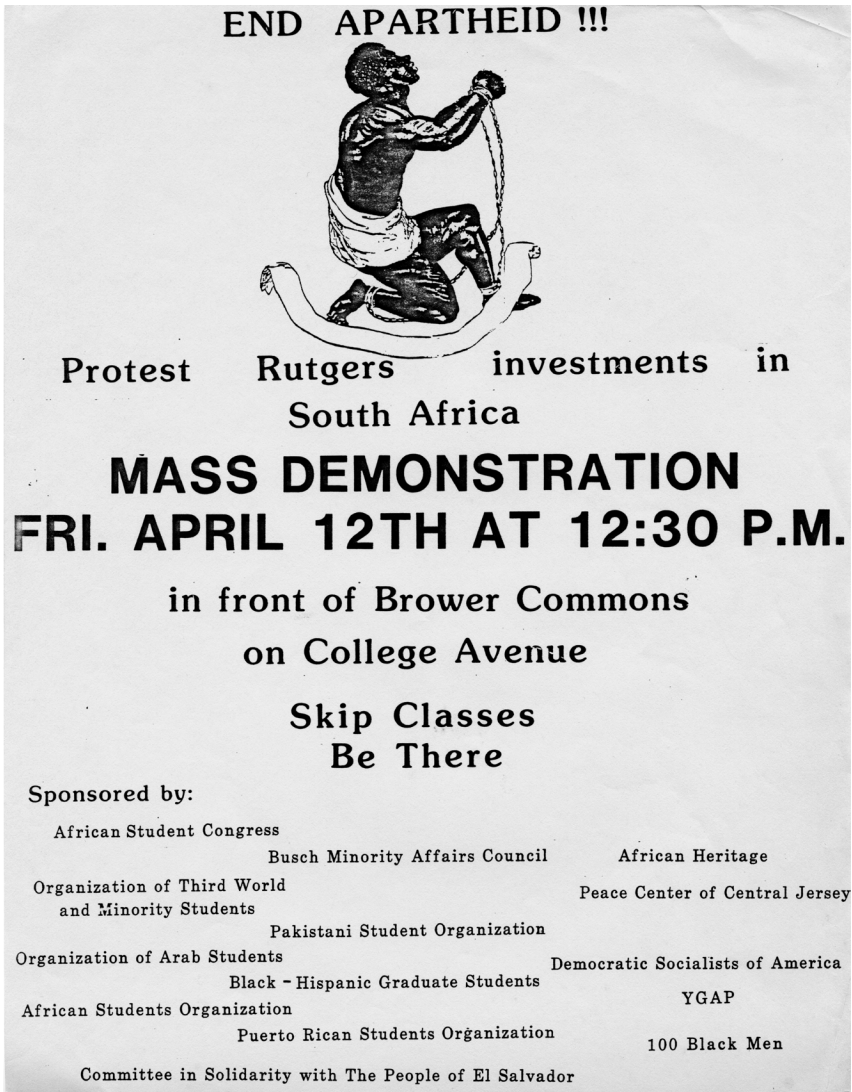 END APARTHEID !!!
Protest Rutgers investments in
South Africa
MASS DEMONSTRATION
FRI. APRIL 12TH AT 12:30 P.M.
in front of Brower Commons
on College Avenue
Skip Classes
Be There
Sponsored by:
African Student Congress
Busch Minority Affairs Council
African Heritage
Organization of Third World
and Minority Students
Peace Center of Central Jersey
Pakistani Student Organization
Organization of Arab Students
Democratic Socialists of America
Black - Hispanic Graduate Students
YGAP
African Students Organization
Puerto Rican Students Organization
100 Black Men
Committee in Solidarity with The People of El Salvador